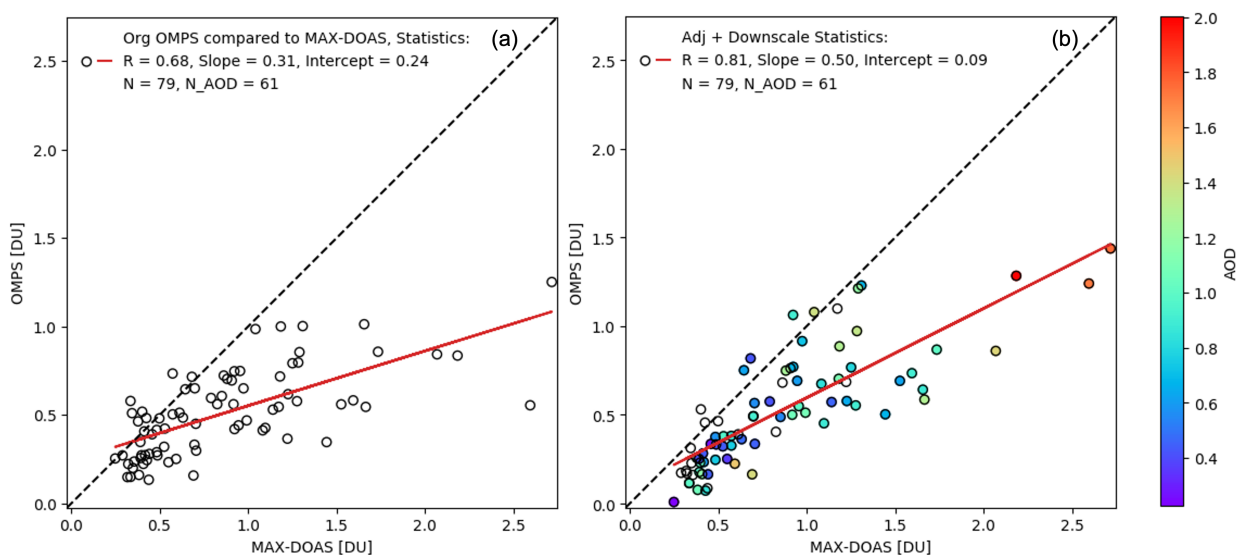 (a)
Org OMPS compared to MAX-DOAS, Statistics:
R = 0.68, Slope = 0.31, Intercept = 0.24
N = 79, N_AOD = 61
2.5
2.0
1.5
1.0
0.5
0.0
OMPS [DU]
0.0 0.5 1.0 1.5 2.0 2.5
MAX-DOAS [DU]
(b)
Adj + Downscale Statistics:
R = 0.81, Slope = 0.50, Intercept = 0.09
N = 79, N_AOD = 61
2.5
2.0
1.5
1.0
0.5
0.0
OMPS [DU]
0.0 0.5 1.0 1.5 2.0 2.5
MAX-DOAS [DU]
2.0
1.8
1.6
1.4
1.2
1.0
0.8
0.6
0.4
AOD